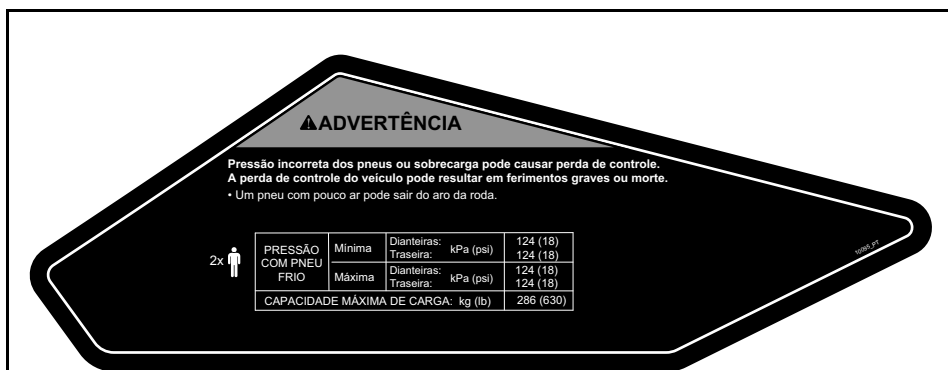 ADVERTÊNCIA
Pressão incorreta dos pneus ou sobrecarga pode causar perda de controle.
A perda de controle do veículo pode resultar em ferimentos graves ou morte.
• Um pneu com pouco ar pode sair do aro da roda.
2x
PRESSÃO COM PNEU FRIO
Mínima Dianteiras: kPa (psi) 124 (18)
Traseira: 124 (18)
Máxima Dianteiras: kPa (psi) 124 (18)
Traseira: 124 (18)
CAPACIDADE MÁXIMA DE CARGA: kg (lb) 286 (630)
10095_PT